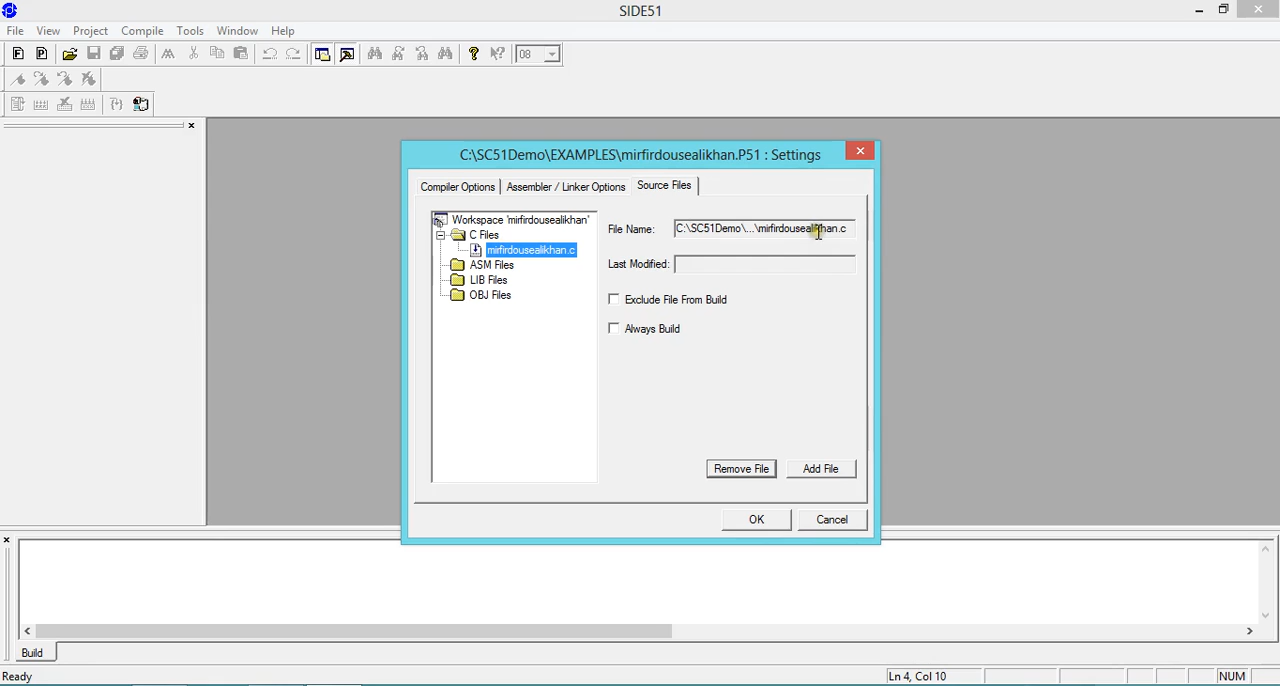 SIDE51
File View Project Compile Tools Window Help
08
C:\SC51Demo\EXAMPLES\mirfirdousealikhan.P51 : Settings
Compiler Options Assembler / Linker Options Source Files
Workspace 'mirfirdousealikhan'
C Files
mirfirdousealikhan.c
ASM Files
LIB Files
OBJ Files
File Name: C:\SC51Demo\...\mirfirdousealikhan.c
Last Modified:
Exclude File From Build
Always Build
Remove File Add File
OK Cancel
Build
Ready Ln 4, Col 10 NUM